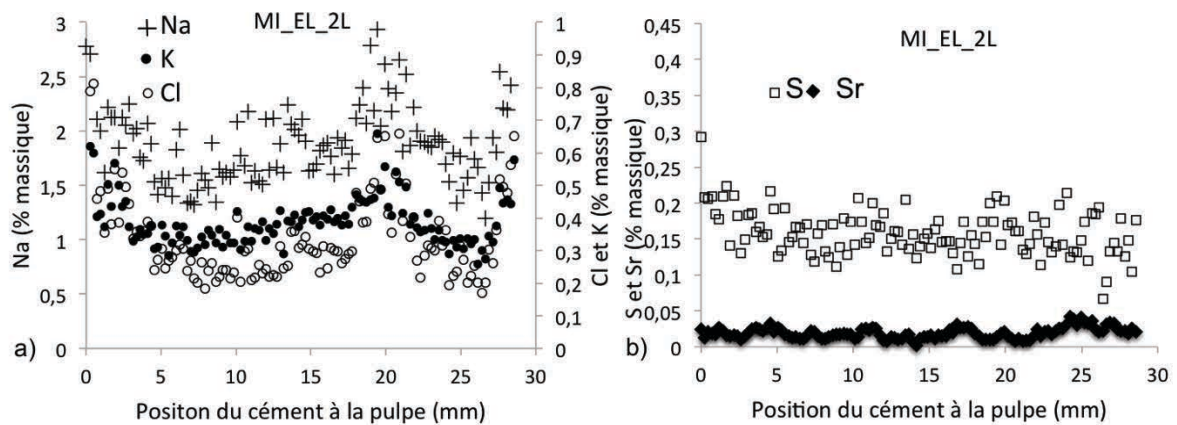 MI_EL_2L
Na
K
Cl
3
2,5
2
1,5
1
0,5
0
Na (% massique)
1
0,9
0,8
0,7
0,6
0,5
0,4
0,3
0,2
0,1
0
Cl et K (% massique)
0 5 10 15 20 25 30
Positon du cément à la pulpe (mm)
a)
MI_EL_2L
S Sr
0,45
0,4
0,35
0,3
0,25
0,2
0,15
0,1
0,05
0
S et Sr (% massique)
0 5 10 15 20 25 30
Position du cément à la pulpe (mm)
b)